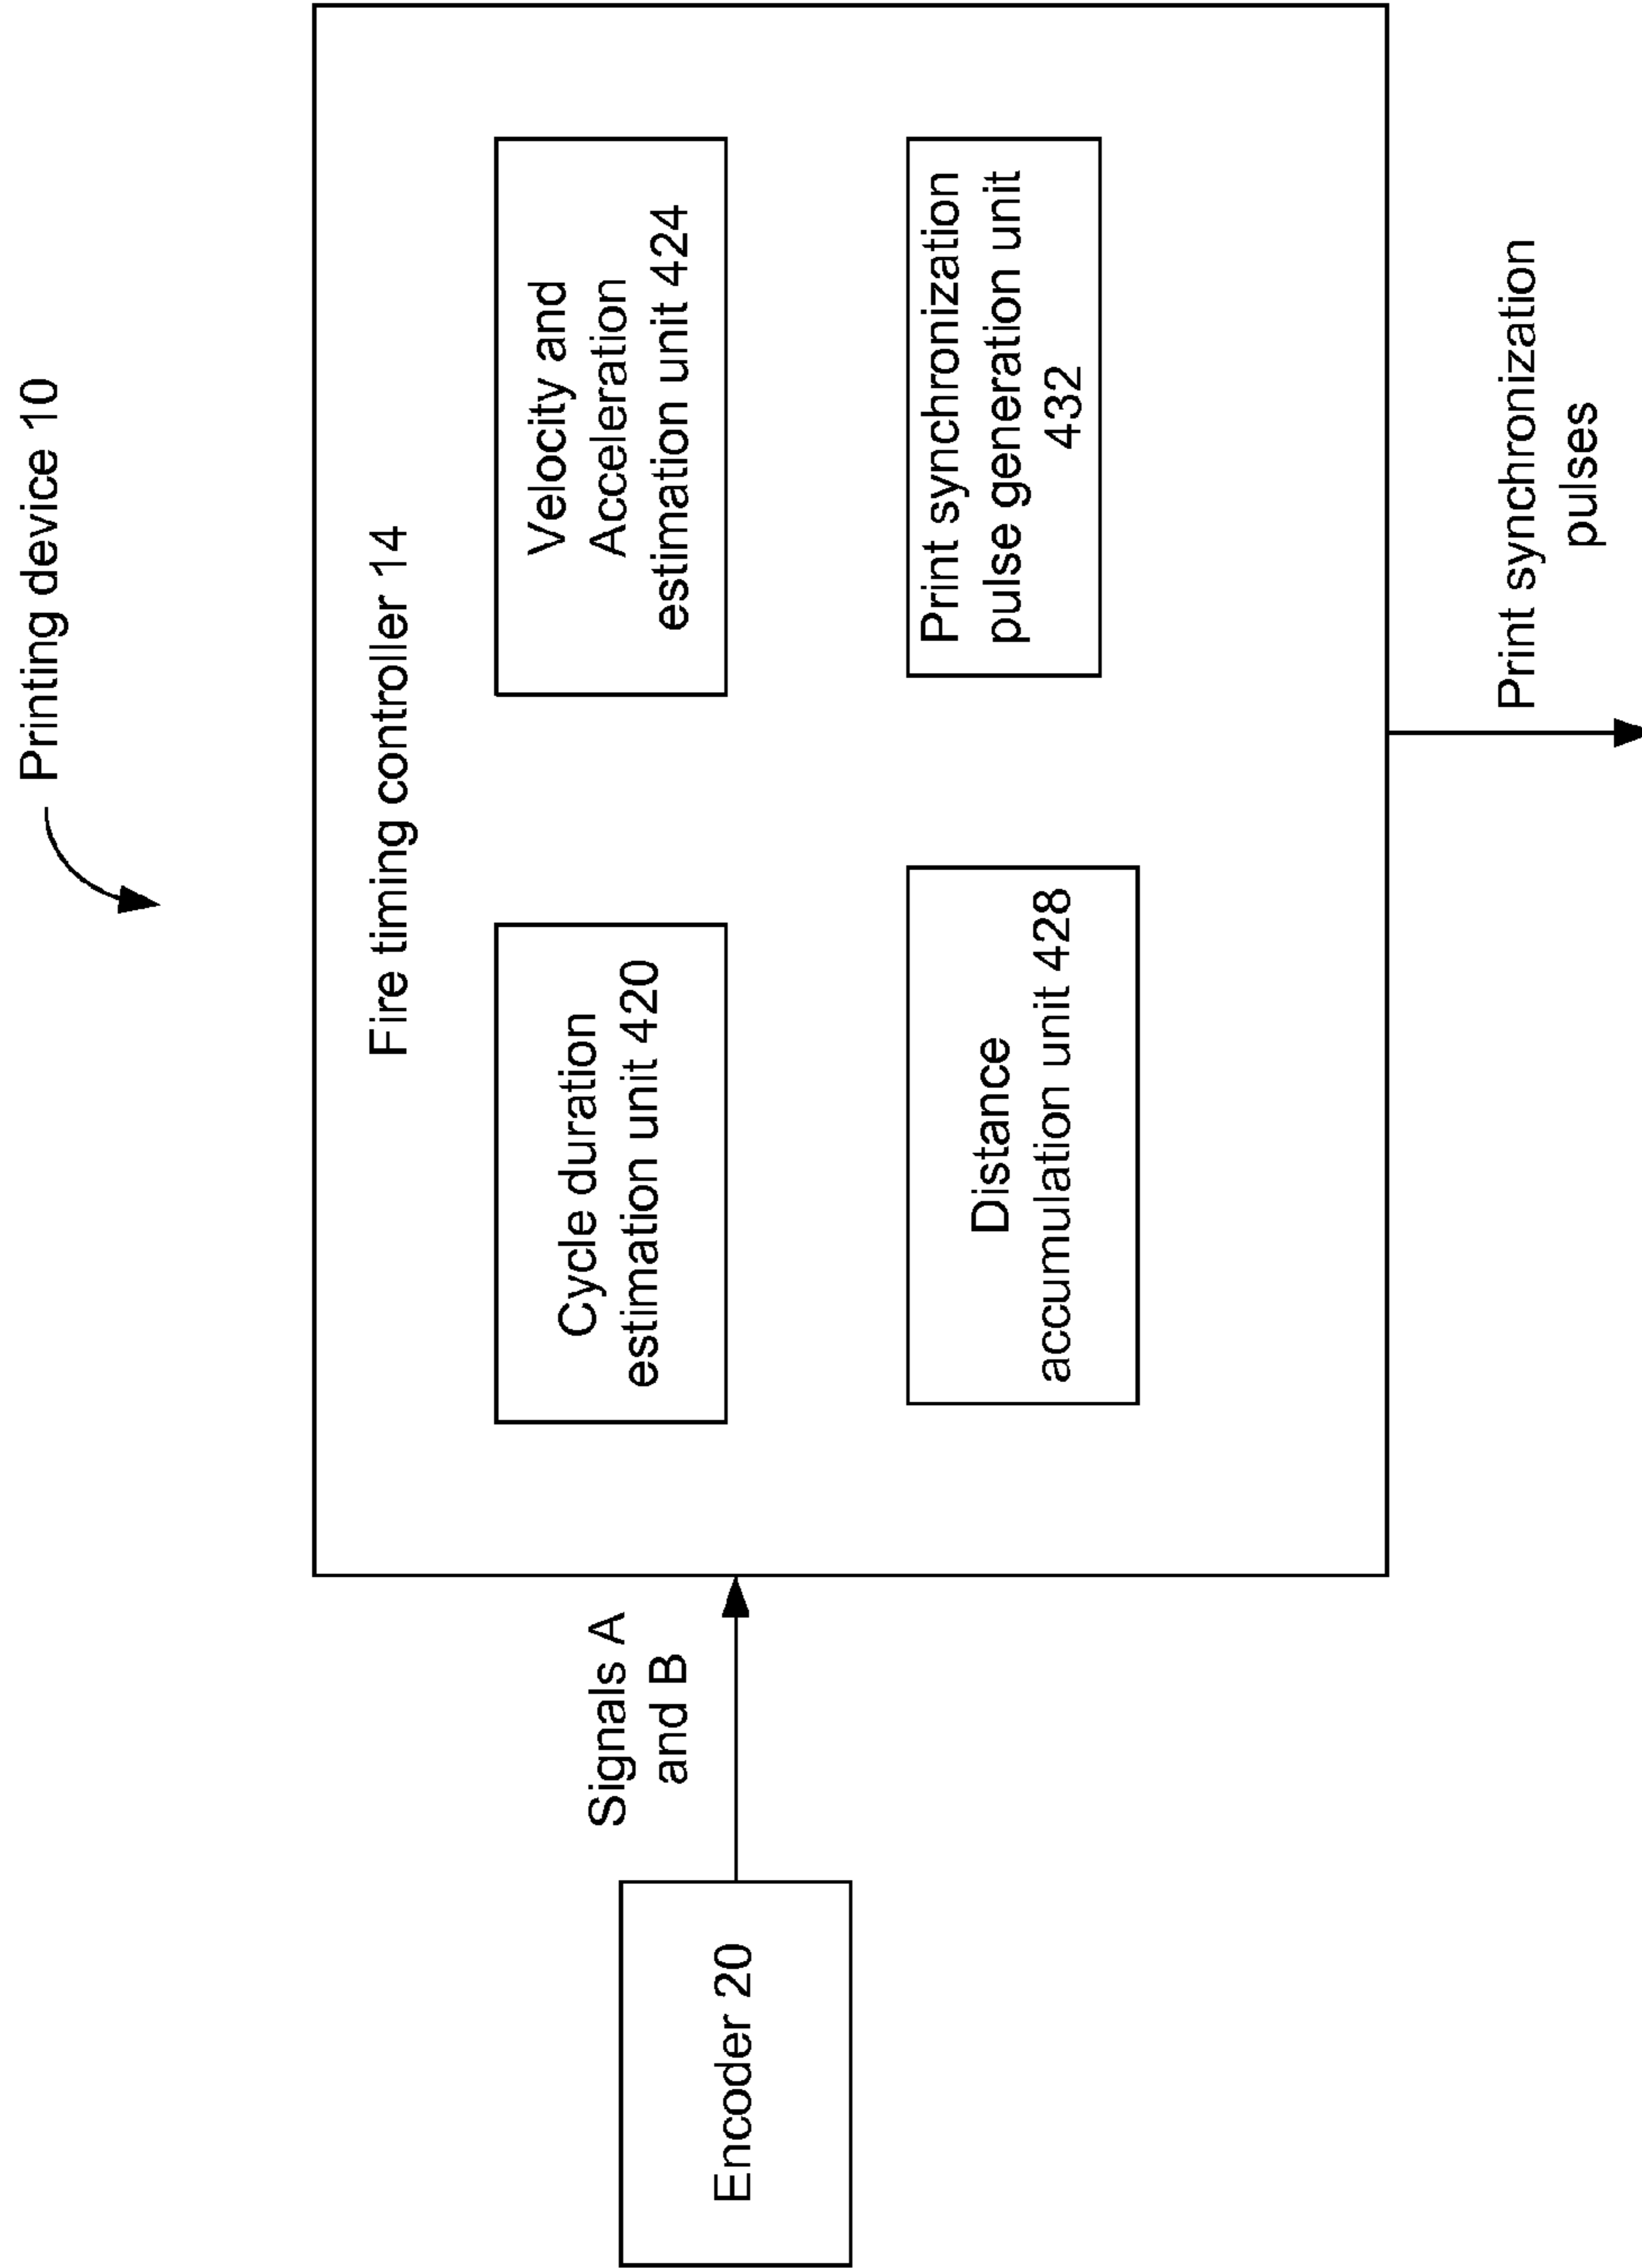 Printing device 10
Fire timing controller 14
Cycle duration
estimation unit 420
Velocity and
Acceleration
estimation unit 424
Signals A
and B
Encoder 20
Distance
accumulation unit 428
Print synchronization
pulse generation unit
432
Print synchronization
pulses